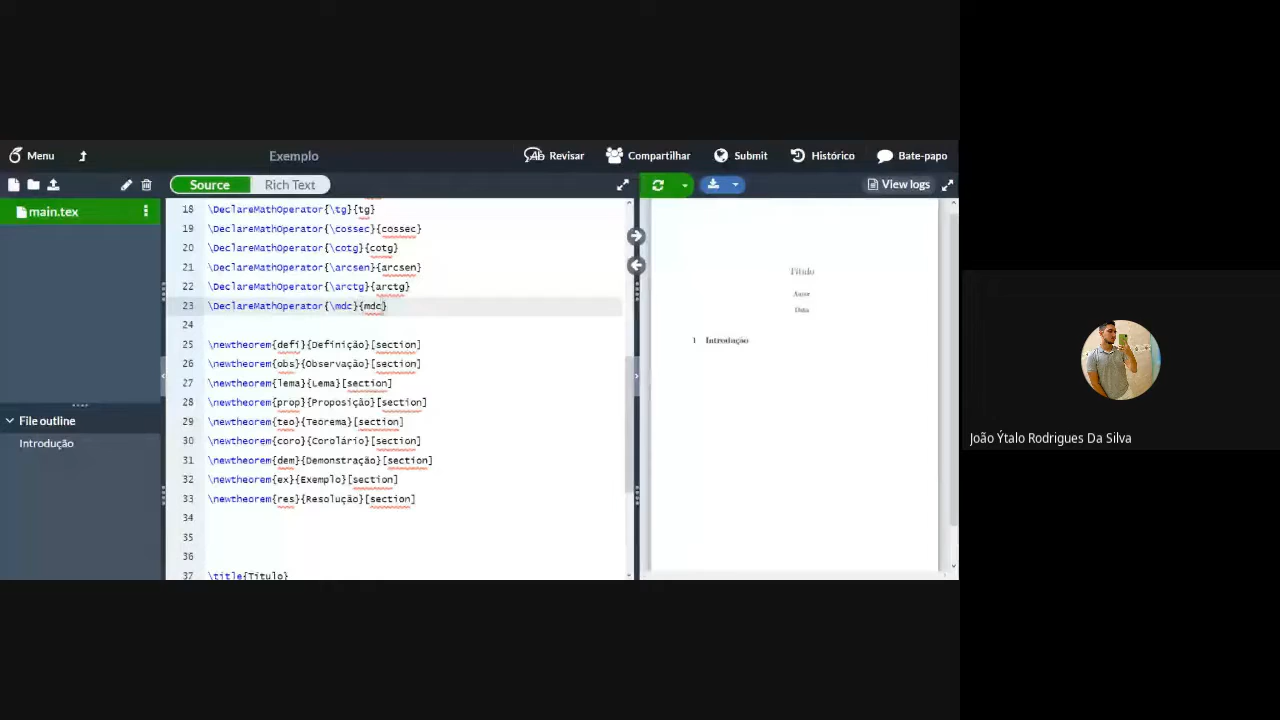 Menu
Exemplo
Revisar
Compartilhar
Submit
Histórico
Bate-papo
Source
Rich Text
View logs
main.tex
18 \DeclareMathOperator{\tg}{tg}
19 \DeclareMathOperator{\cossec}{cossec}
20 \DeclareMathOperator{\cotg}{cotg}
21 \DeclareMathOperator{\arcsen}{arcsen}
22 \DeclareMathOperator{\arctg}{arctg}
23 \DeclareMathOperator{\mdc}{mdc}
24
25 \newtheorem{defi}{Definição}[section]
26 \newtheorem{obs}{Observação}[section]
27 \newtheorem{lema}{Lema}[section]
28 \newtheorem{prop}{Proposição}[section]
29 \newtheorem{teo}{Teorema}[section]
30 \newtheorem{coro}{Corolário}[section]
31 \newtheorem{dem}{Demonstração}[section]
32 \newtheorem{ex}{Exemplo}[section]
33 \newtheorem{res}{Resolução}[section]
34
35
36
37 \title{Título}
File outline
Introdução
Título
Autor
Data
1 Introdução
João Ýtalo Rodrigues Da Silva